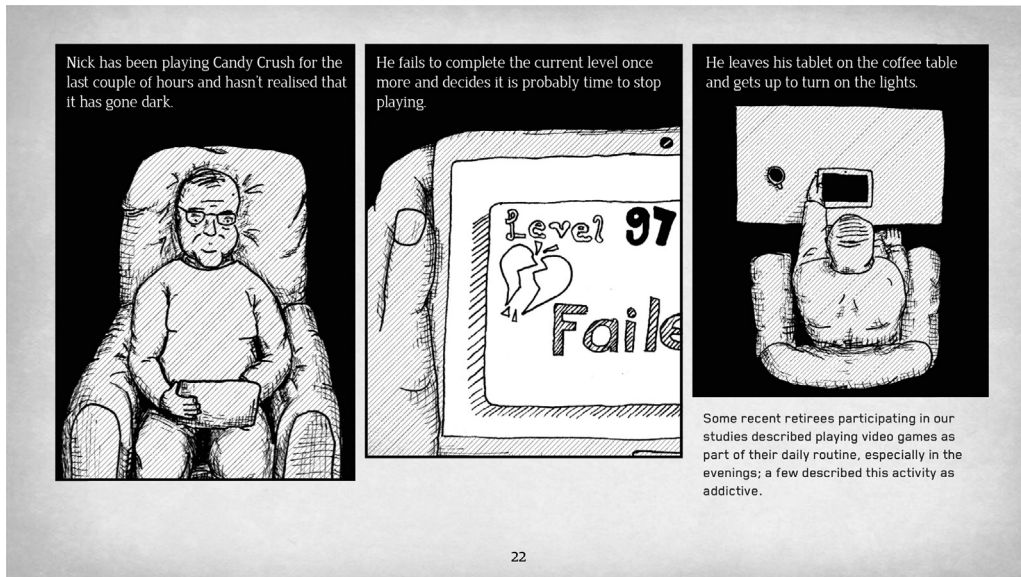 Nick has been playing Candy Crush for the
last couple of hours and hasn't realised that
it has gone dark.
He fails to complete the current level once
more and decides it is probably time to stop
playing.
Level 97
Faile
He leaves his tablet on the coffee table
and gets up to turn on the lights.
Some recent retirees participating in our
studies described playing video games as
part of their daily routine, especially in the
evenings; a few described this activity as
addictive.
22